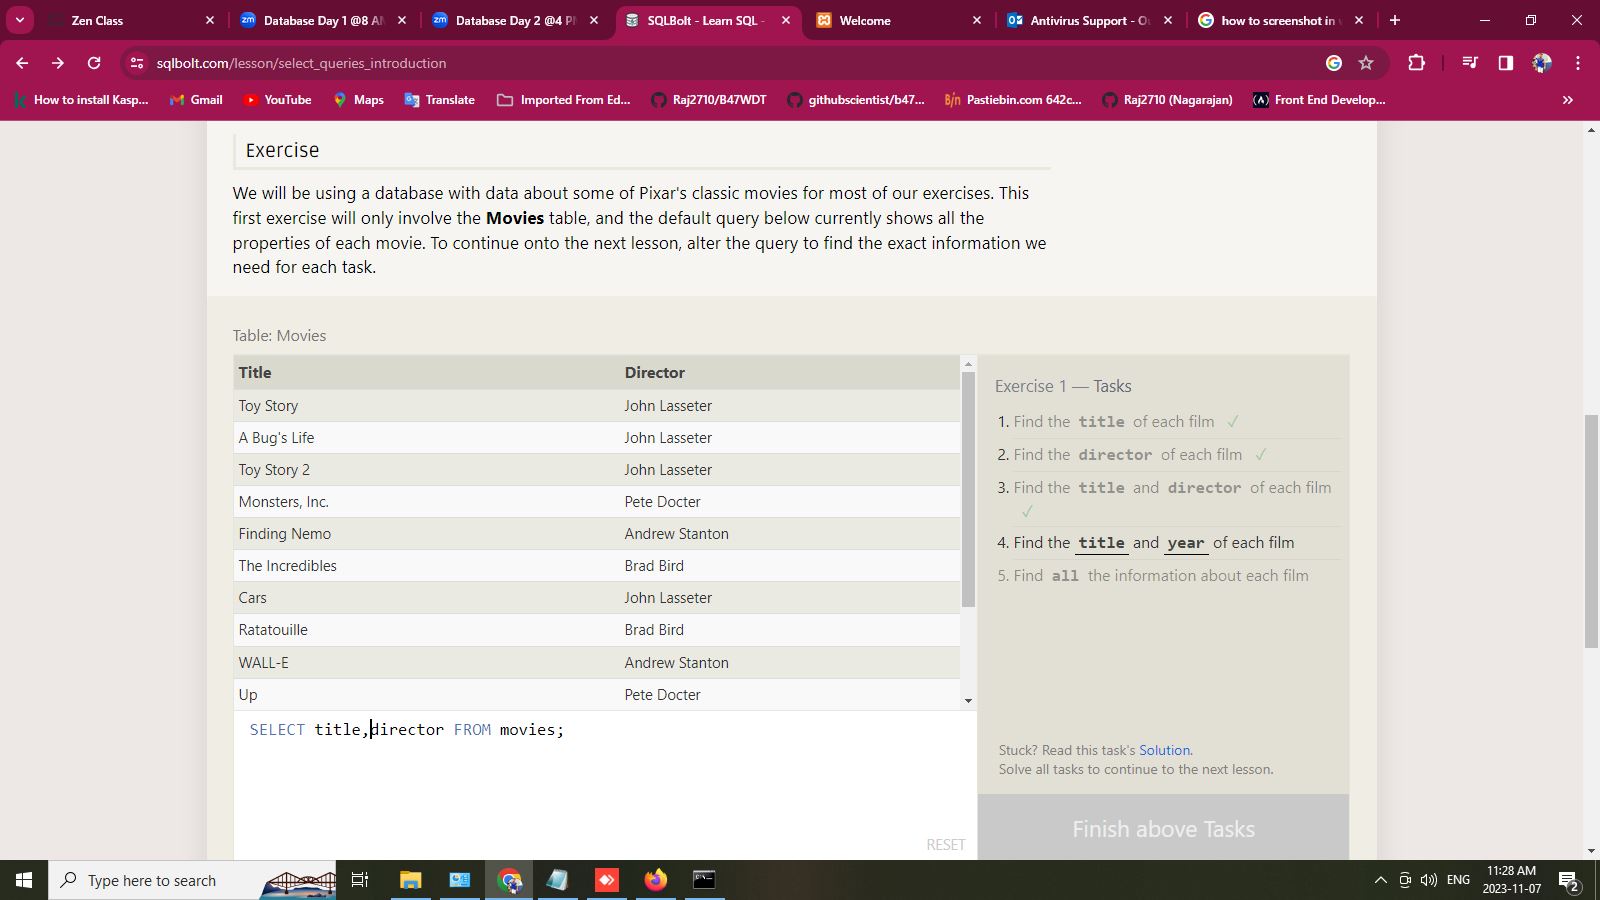 Zen Class
Database Day 1 @8 AM
Database Day 2 @4 P
SQLBolt - Learn SQL -
Welcome
Antivirus Support - Ou
how to screenshot in
sqlbolt.com/lesson/select_queries_introduction
How to install Kasp...
Gmail
YouTube
Maps
Translate
Imported From Ed...
Raj2710/B47WDT
githubscientist/b47...
Pastiebin.com 642c...
Raj2710 (Nagarajan)
Front End Develop...
Exercise
We will be using a database with data about some of Pixar's classic movies for most of our exercises. This
first exercise will only involve the Movies table, and the default query below currently shows all the
properties of each movie. To continue onto the next lesson, alter the query to find the exact information we
need for each task.
Table: Movies
Title Director
Toy Story John Lasseter
A Bug's Life John Lasseter
Toy Story 2 John Lasseter
Monsters, Inc. Pete Docter
Finding Nemo Andrew Stanton
The Incredibles Brad Bird
Cars John Lasseter
Ratatouille Brad Bird
WALL-E Andrew Stanton
Up Pete Docter
SELECT title,director FROM movies;
RESET
Exercise 1 — Tasks
1. Find the title of each film ✓
2. Find the director of each film ✓
3. Find the title and director of each film
✓
4. Find the title and year of each film
5. Find all the information about each film
Stuck? Read this task's Solution.
Solve all tasks to continue to the next lesson.
Finish above Tasks
Type here to search
ENG
11:28 AM
2023-11-07
2